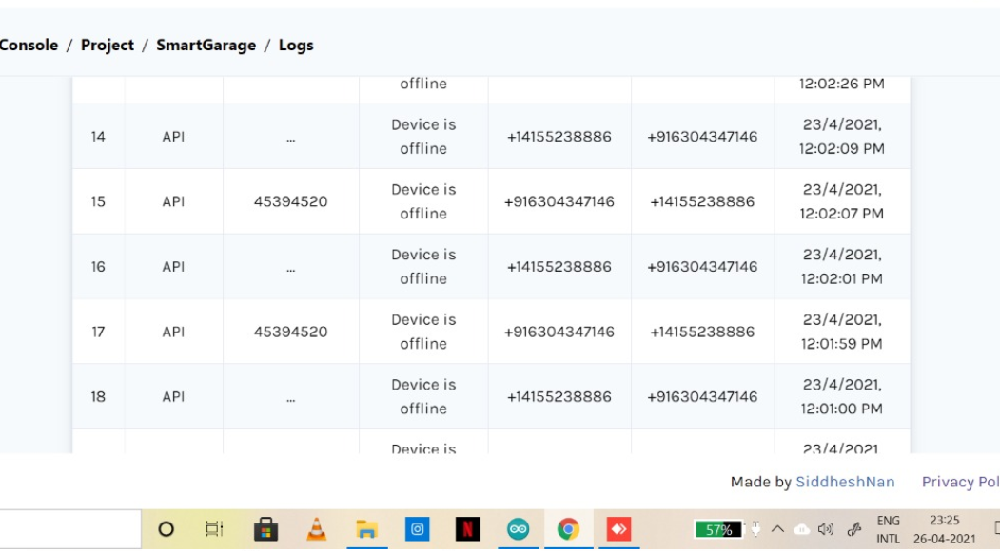 Console / Project / SmartGarage / Logs
offline 12:02:26 PM
14 API ... Device is offline +14155238886 +916304347146 23/4/2021, 12:02:09 PM
15 API 45394520 Device is offline +916304347146 +14155238886 23/4/2021, 12:02:07 PM
16 API ... Device is offline +14155238886 +916304347146 23/4/2021, 12:02:01 PM
17 API 45394520 Device is offline +916304347146 +14155238886 23/4/2021, 12:01:59 PM
18 API ... Device is offline +14155238886 +916304347146 23/4/2021, 12:01:00 PM
Device is 23/4/2021
Made by SiddheshNan Privacy Pol
57% ENG 23:25
INTL 26-04-2021